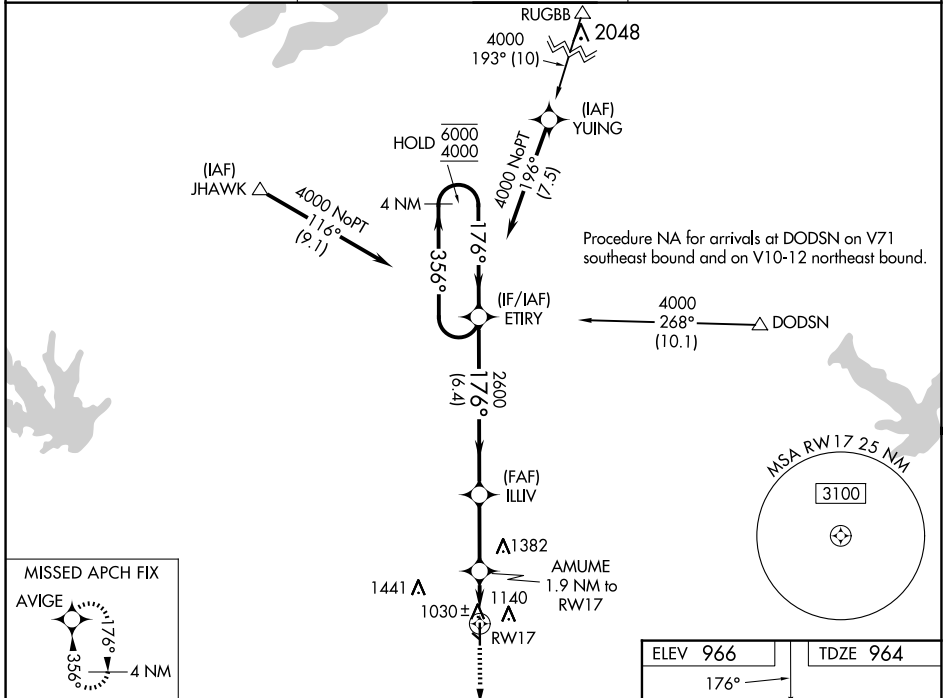 RUGBB
2048
4000
193° (10)
(IAF)
YUING
HOLD 6000
4000
4000 NoPT
196°
(7.5)
(IAF)
JHAWK
4 NM
4000 NoPT
116°
(9.1)
176°
356°
Procedure NA for arrivals at DODSN on V71
southeast bound and on V10-12 northeast bound.
(IF/IAF)
ETIRY
4000
268°
(10.1)
DODSN
2600
176°
(6.4)
MSA RW17 25 NM
3100
(FAF)
ILLIV
1382
AMUME
1.9 NM to
RW17
1441
1140
1030±
RW17
MISSED APCH FIX
AVIGE
176°
356°
4 NM
ELEV 966
TDZE 964
176°